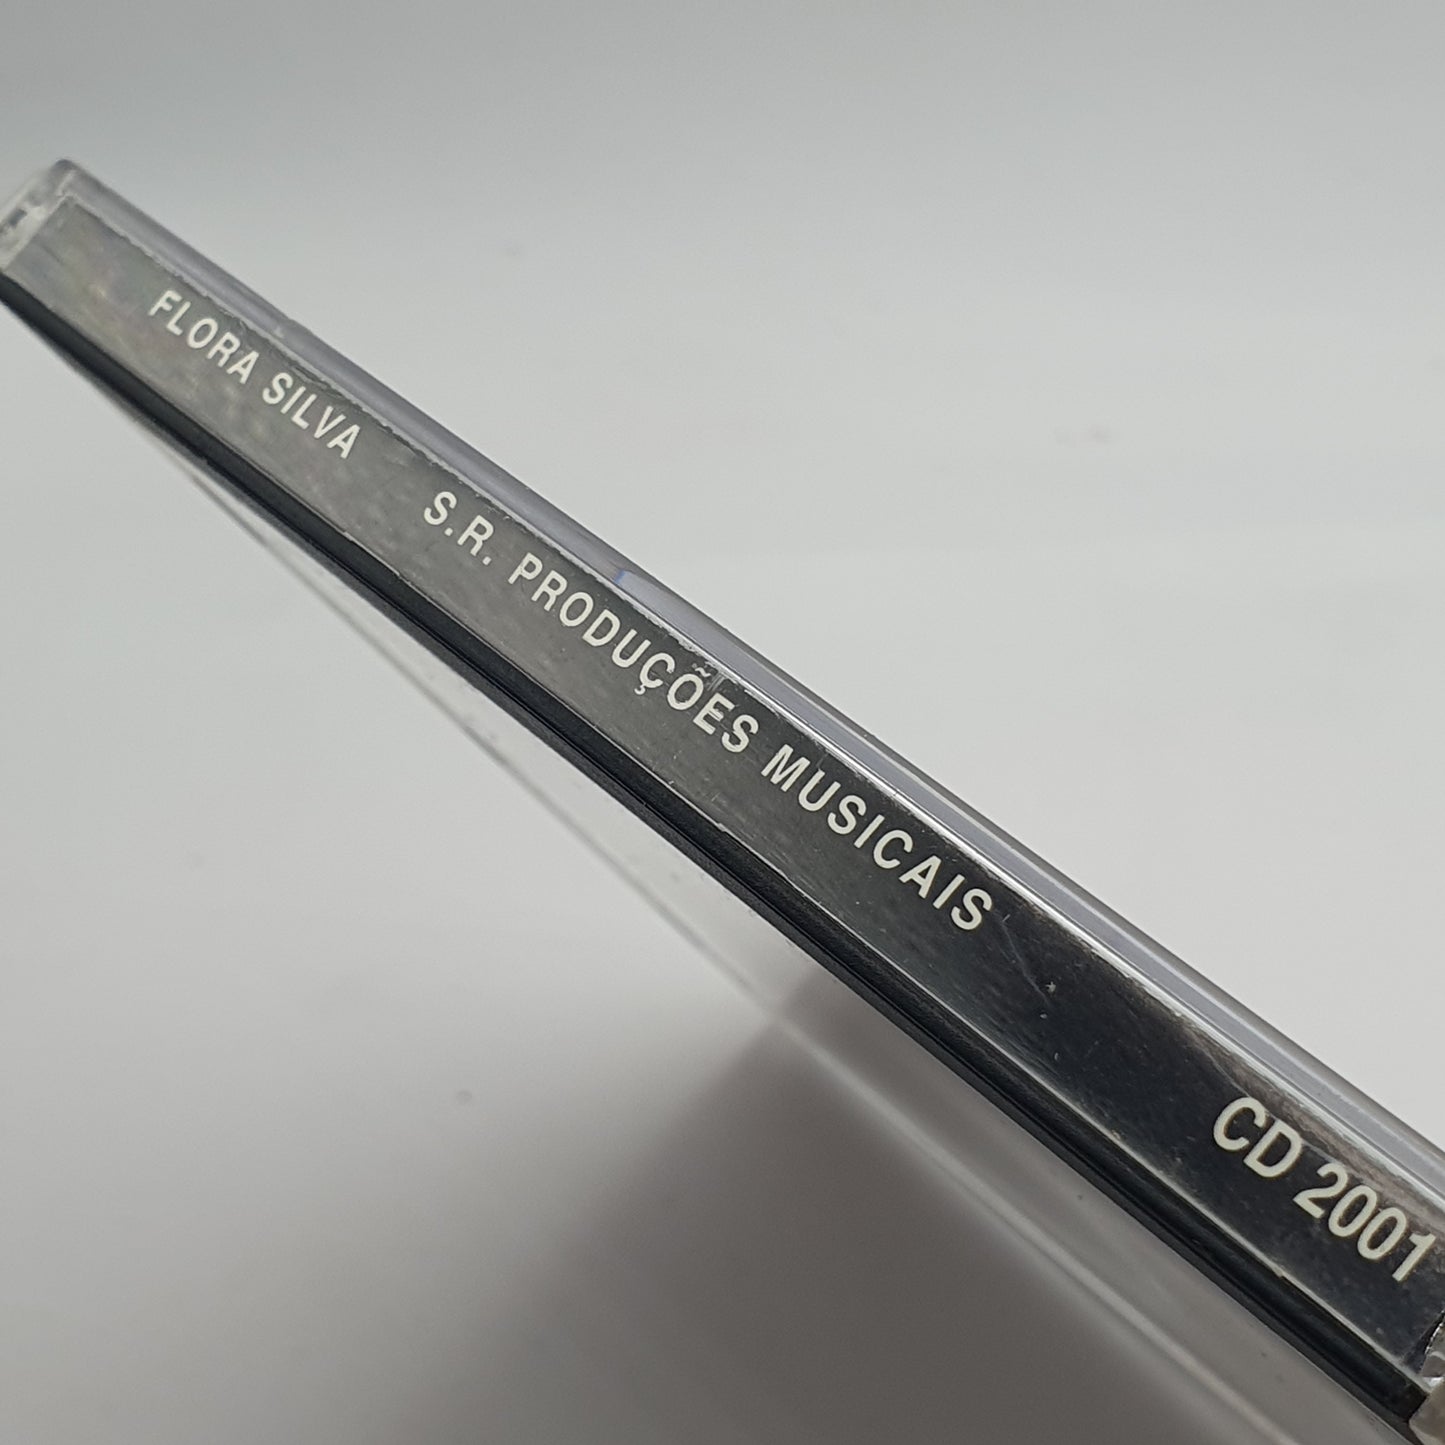 FLORA SILVA S.R. PRODUÇÕES MUSICAIS CD 2001